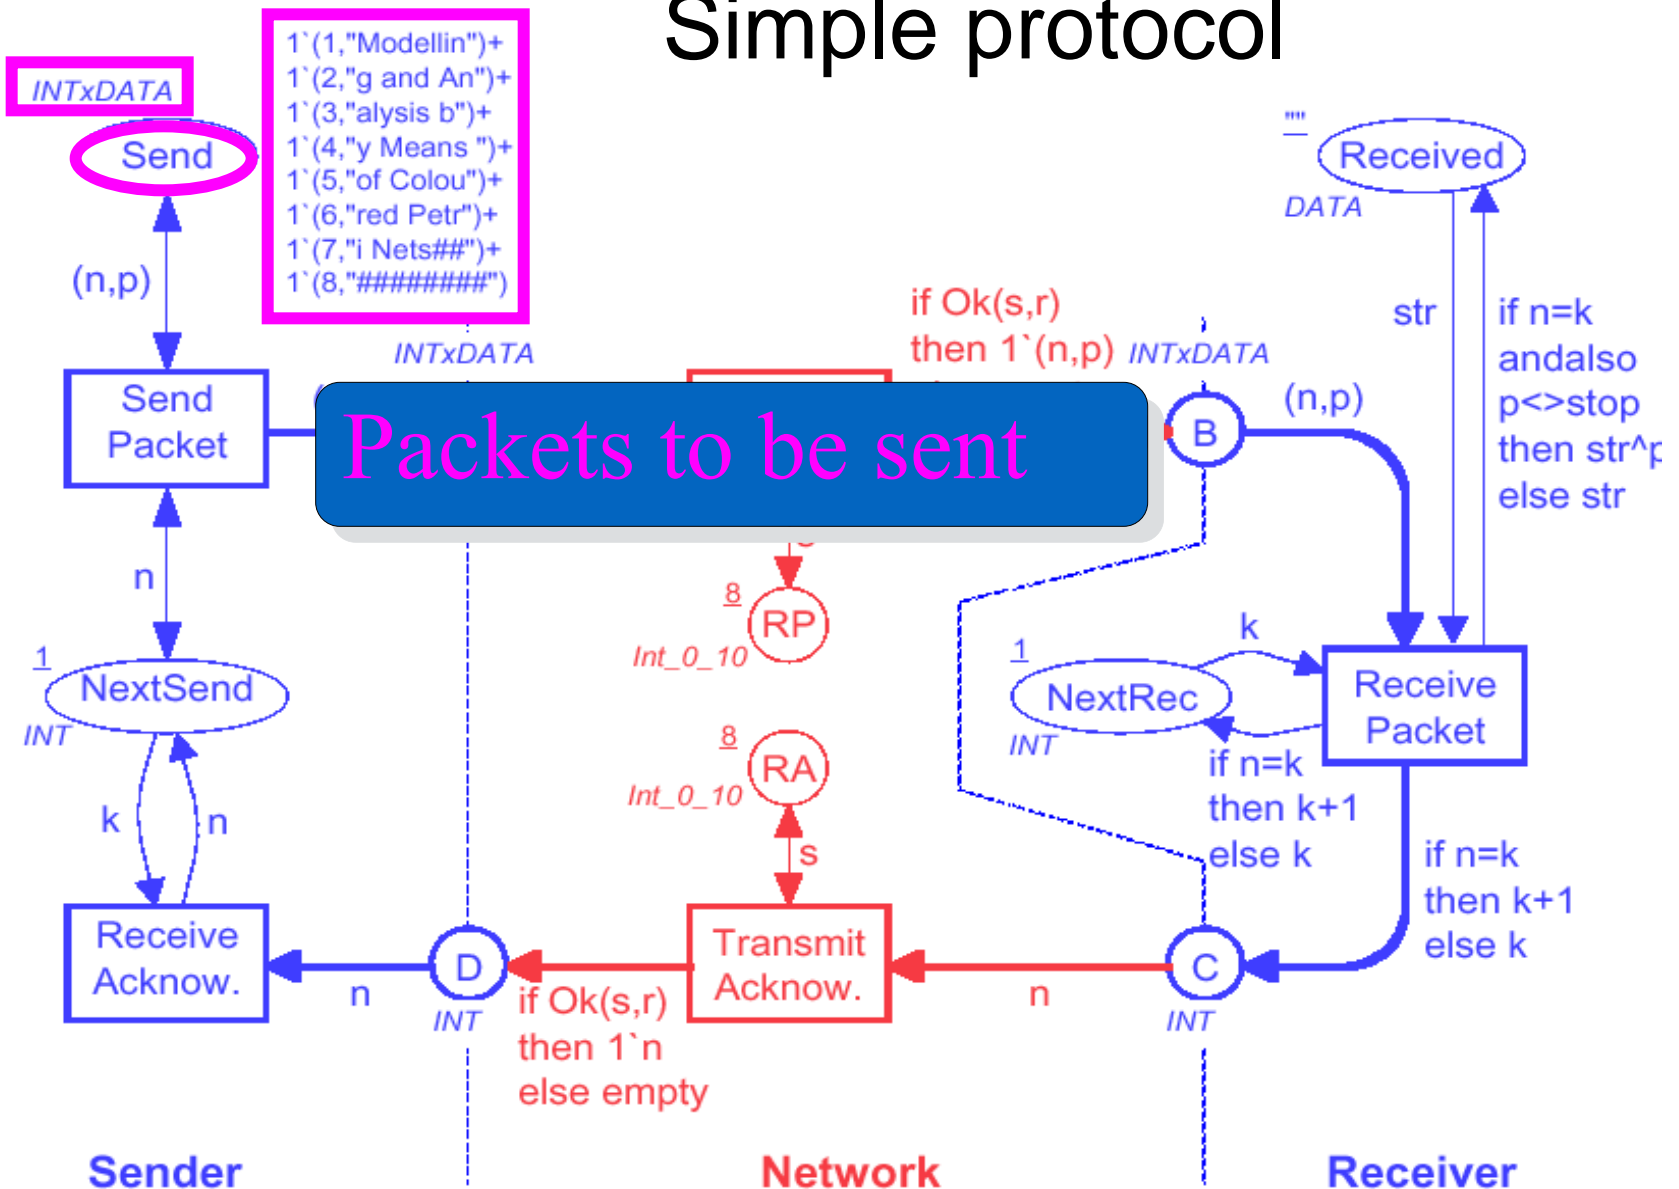 Simple protocol
INTxDATA
Send
1`(1,"Modellin")+
1`(2,"g and An")+
1`(3,"alysis b")+
1`(4,"y Means ")+
1`(5,"of Colou")+
1`(6,"red Petr")+
1`(7,"i Nets##")+
1`(8,"########")
""
Received
DATA
(n,p)
INTxDATA
if Ok(s,r)
then 1`(n,p)
INTxDATA
str
if n=k
andalso
p<>stop
then str^p
else str
Send
Packet
Packets to be sent
B
(n,p)
n
8
RP
Int_0_10
1
NextSend
INT
8
RA
Int_0_10
1
NextRec
INT
k
Receive
Packet
if n=k
then k+1
else k
k
n
s
if n=k
then k+1
else k
Receive
Acknow.
n
D
INT
if Ok(s,r)
then 1`n
else empty
Transmit
Acknow.
n
C
INT
Sender
Network
Receiver